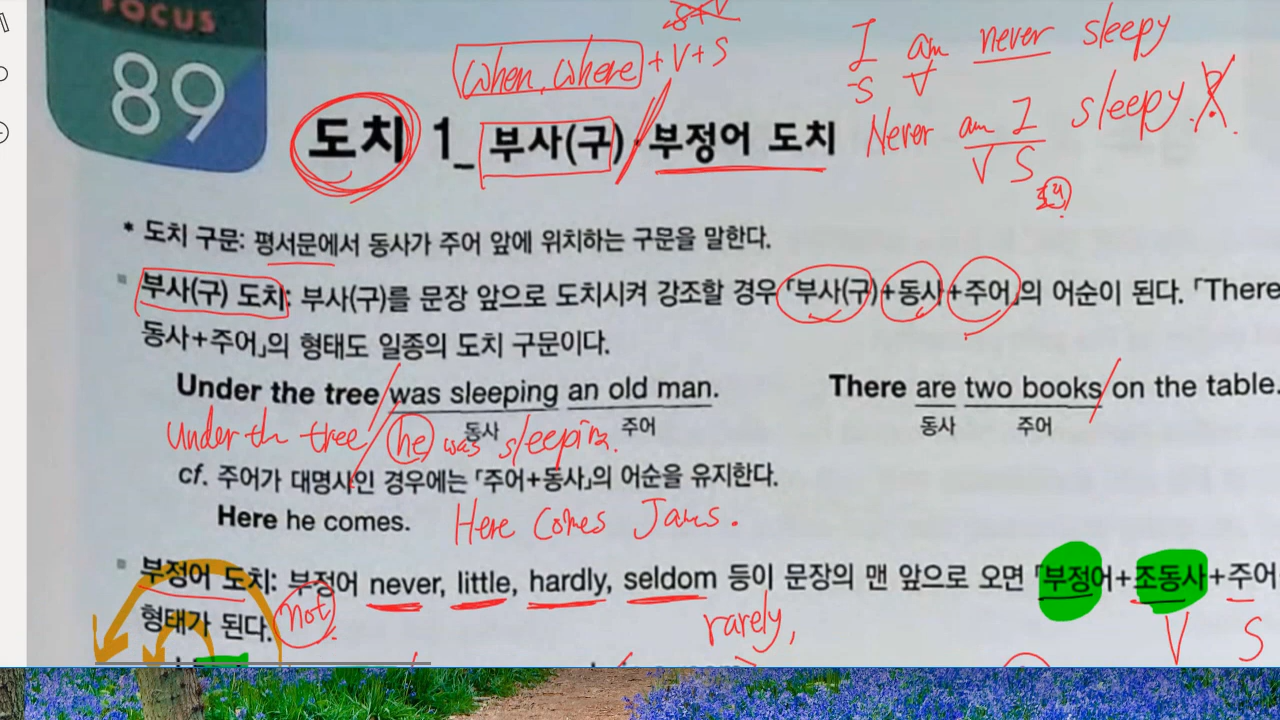 FOCUS
89
S+V
when, where +V+S
I am never sleepy
S V
Never am I sleepy.
V S
도치 1_ 부사(구)·부정어 도치
* 도치 구문: 평서문에서 동사가 주어 앞에 위치하는 구문을 말한다.
부사(구) 도치: 부사(구)를 문장 앞으로 도치시켜 강조할 경우 「부사(구)+동사+주어」의 어순이 된다. 「There
동사+주어」의 형태도 일종의 도치 구문이다.
Under the tree was sleeping an old man. There are two books on the table.
동사 주어 동사 주어
Under the tree he was sleeping.
cf. 주어가 대명사인 경우에는 「주어+동사」의 어순을 유지한다.
Here he comes. Here comes
부정어 도치: 부정어 never, little, hardly, seldom 등이 문장의 맨 앞으로 오면 「부정어+조동사+주어
형태가 된다. not rarely, V S